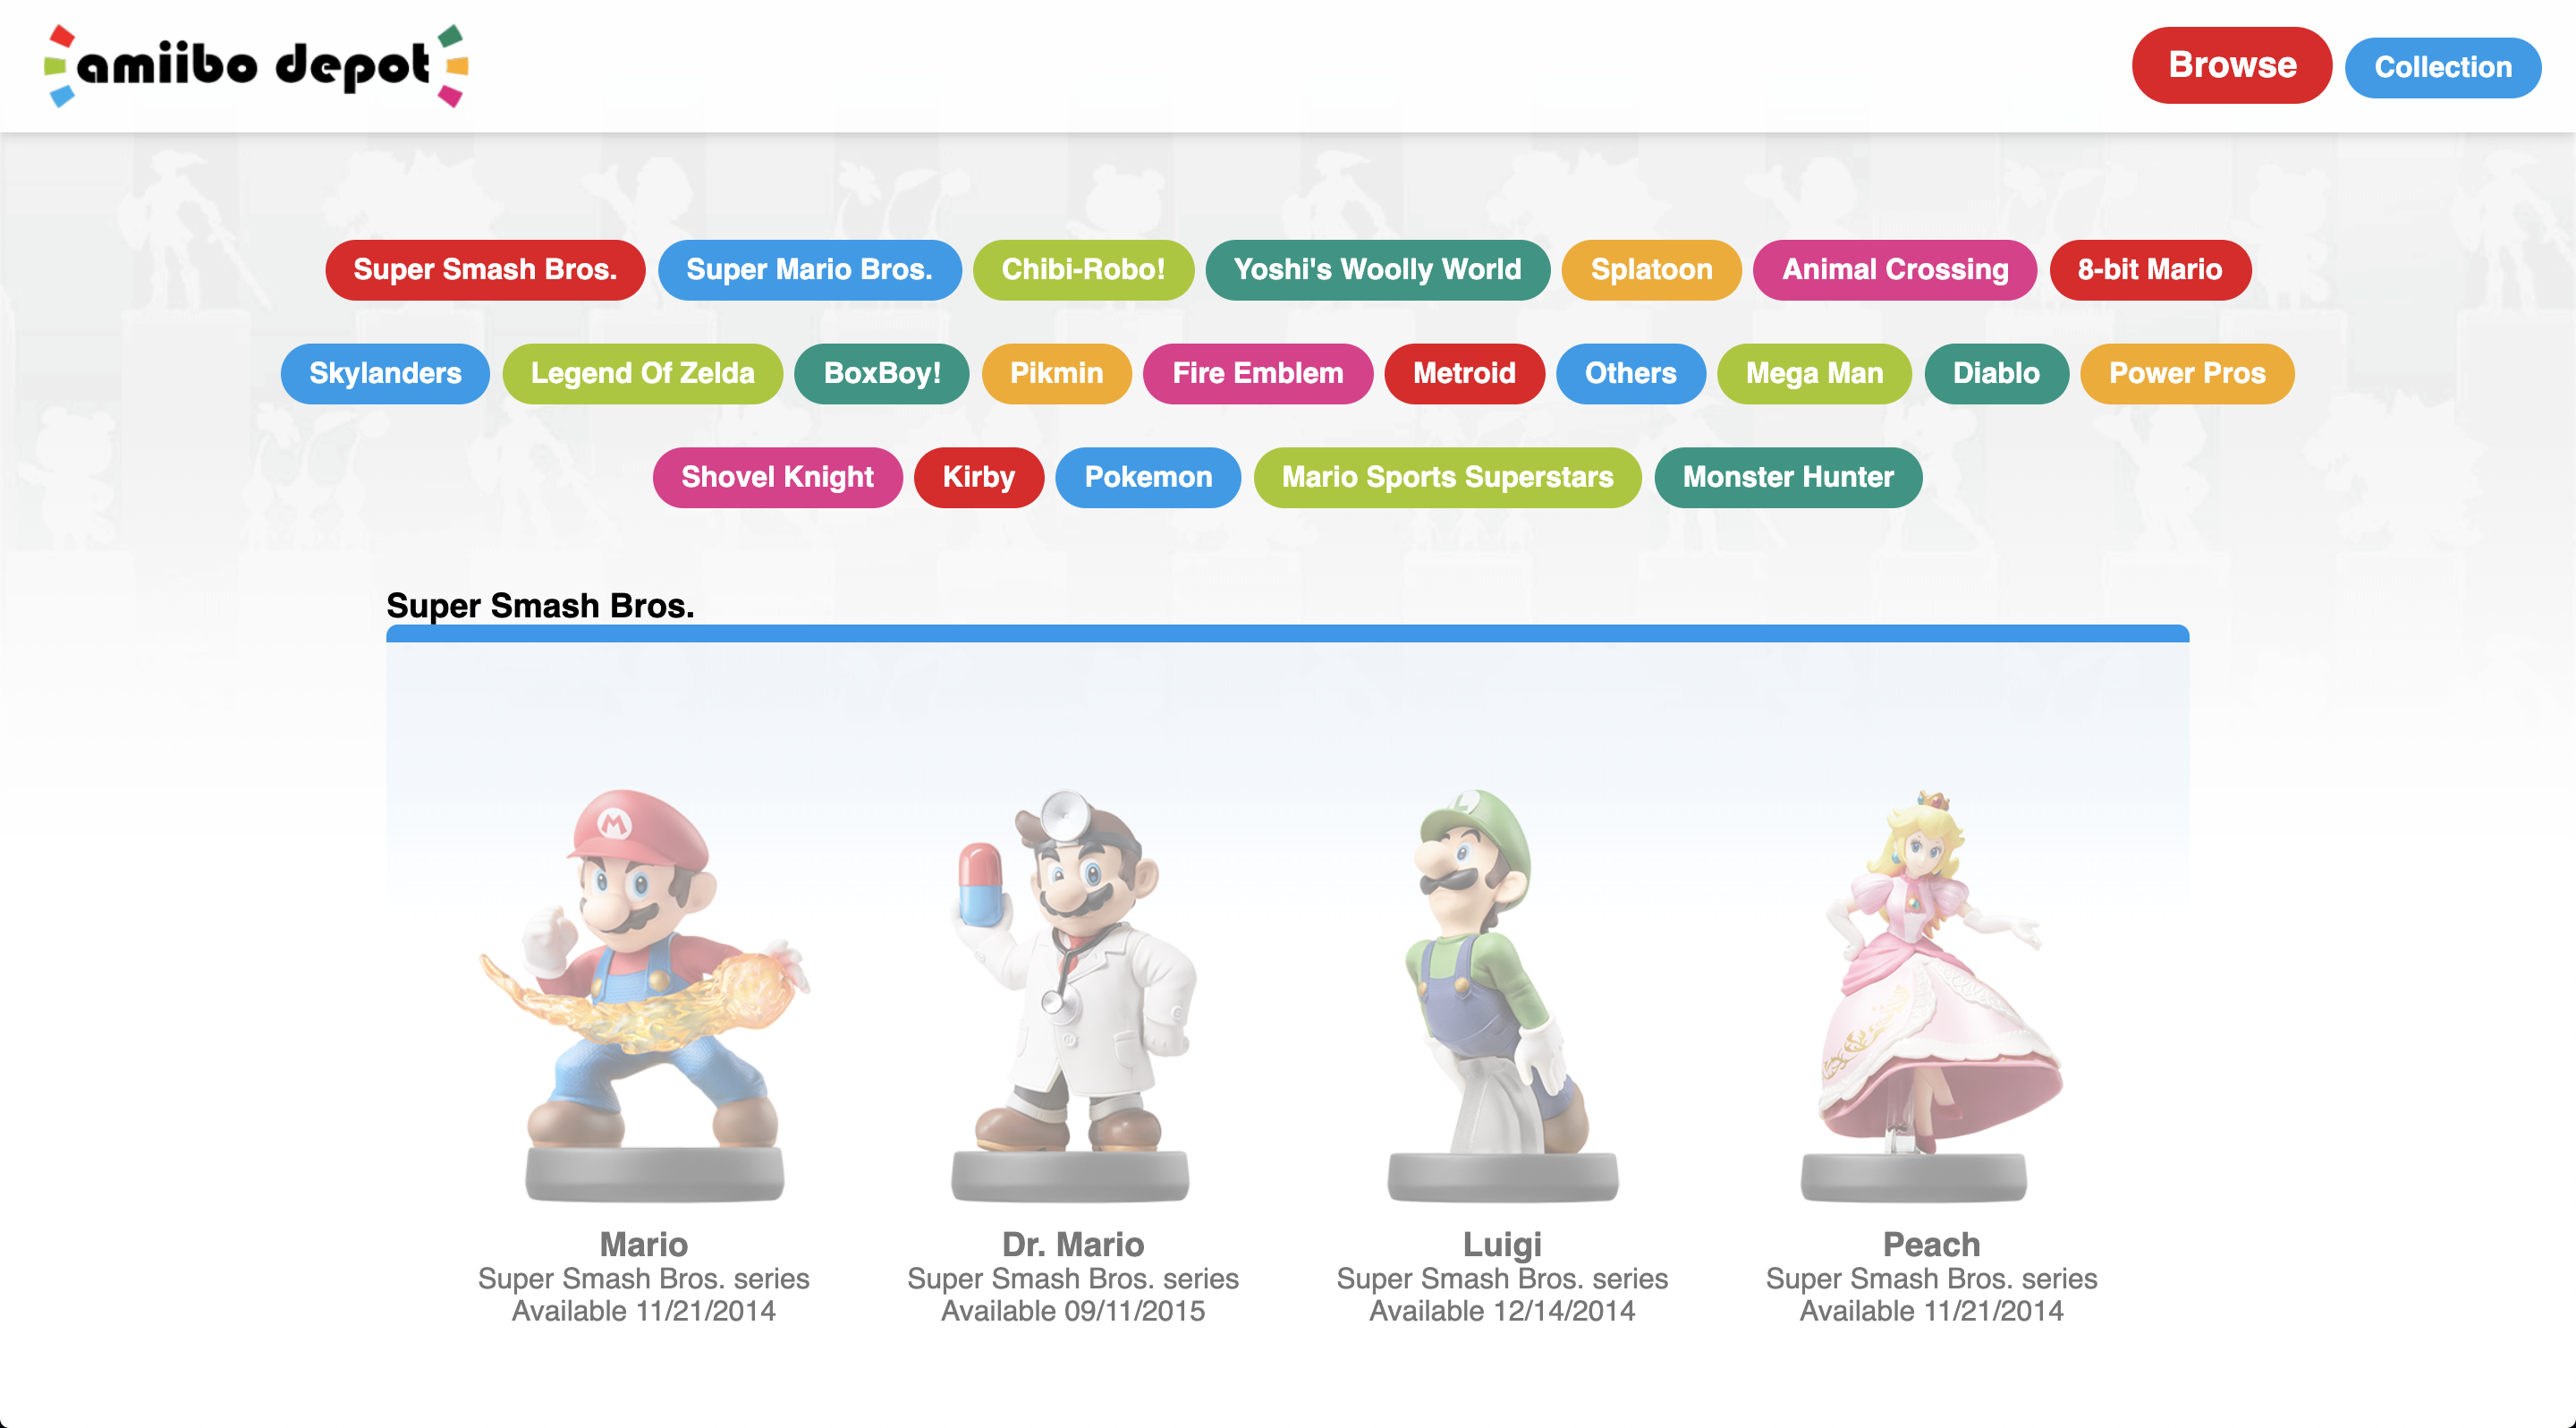 amiibo depot
Browse Collection
Super Smash Bros. Super Mario Bros. Chibi-Robo! Yoshi's Woolly World Splatoon Animal Crossing 8-bit Mario
Skylanders Legend Of Zelda BoxBoy! Pikmin Fire Emblem Metroid Others Mega Man Diablo Power Pros
Shovel Knight Kirby Pokemon Mario Sports Superstars Monster Hunter
Super Smash Bros.
M
L
Mario
Super Smash Bros. series
Available 11/21/2014
Dr. Mario
Super Smash Bros. series
Available 09/11/2015
Luigi
Super Smash Bros. series
Available 12/14/2014
Peach
Super Smash Bros. series
Available 11/21/2014